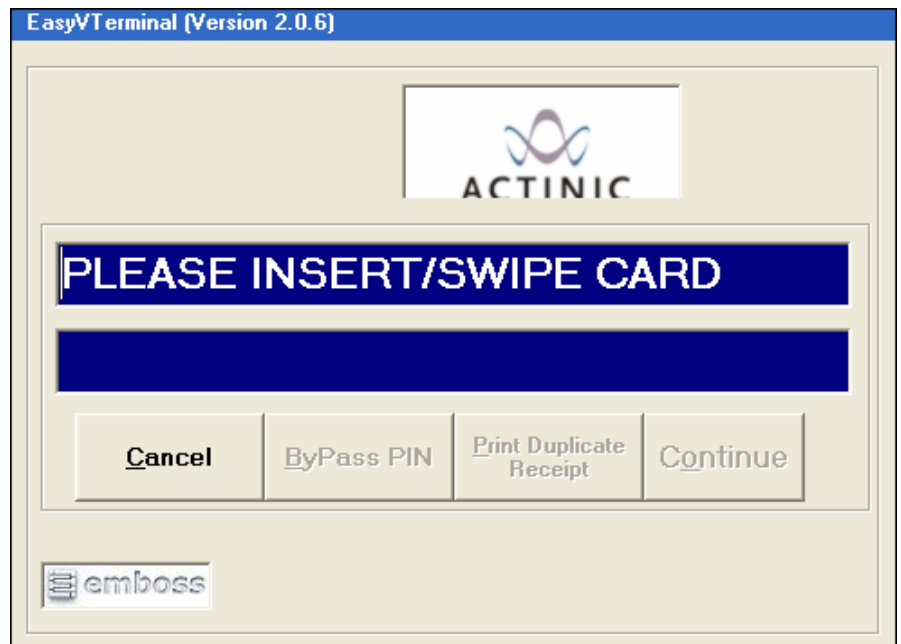 EasyVTerminal (Version 2.0.6)
ACTINIC
PLEASE INSERT/SWIPE CARD
Cancel
ByPass PIN
Print Duplicate
Receipt
Continue
emboss